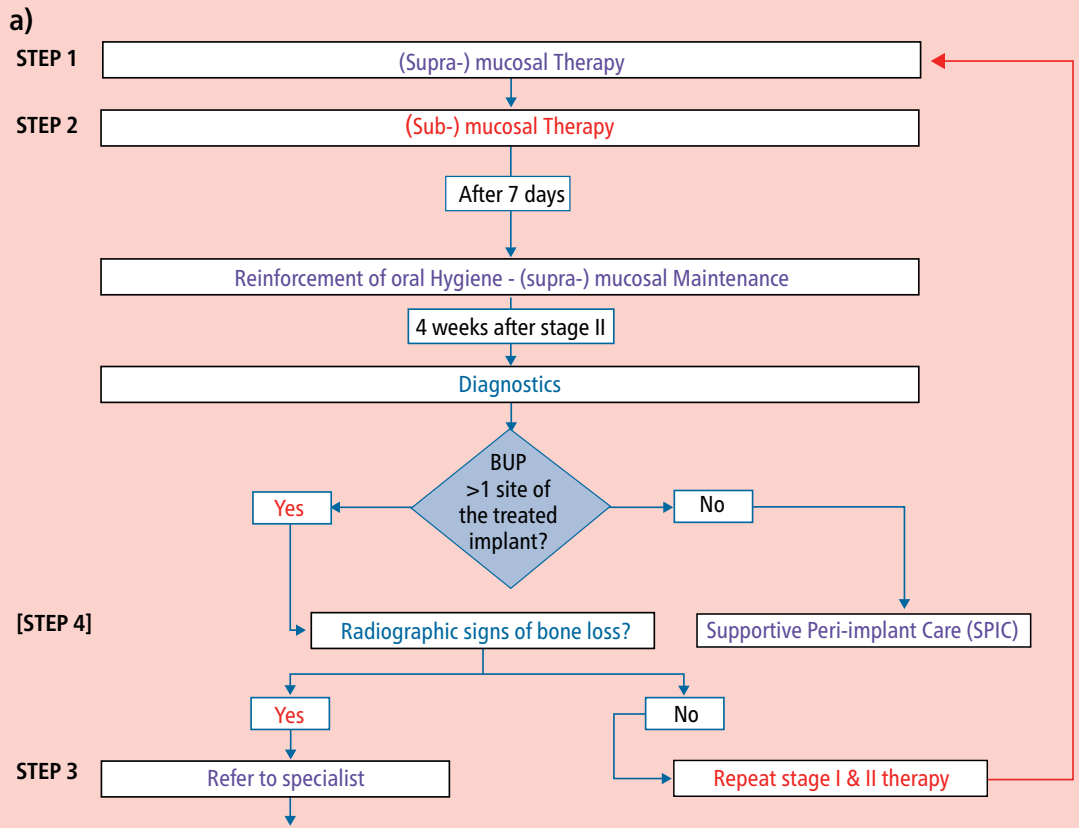 a)
STEP 1
(Supra-) mucosal Therapy
STEP 2
(Sub-) mucosal Therapy
After 7 days
Reinforcement of oral Hygiene - (supra-) mucosal Maintenance
4 weeks after stage II
Diagnostics
BUP
>1 site of
the treated
implant?
Yes
No
[STEP 4]
Radiographic signs of bone loss?
Supportive Peri-implant Care (SPIC)
Yes
No
STEP 3
Refer to specialist
Repeat stage I & II therapy